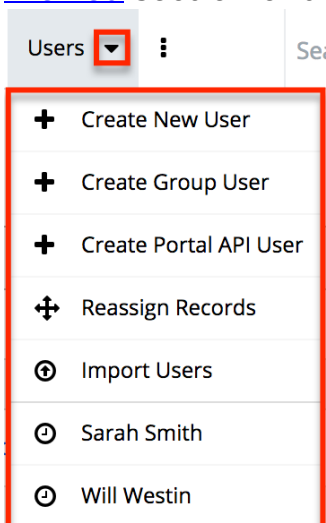 Users
Sea
Create New User
Create Group User
Create Portal API User
Reassign Records
Import Users
Sarah Smith
Will Westin